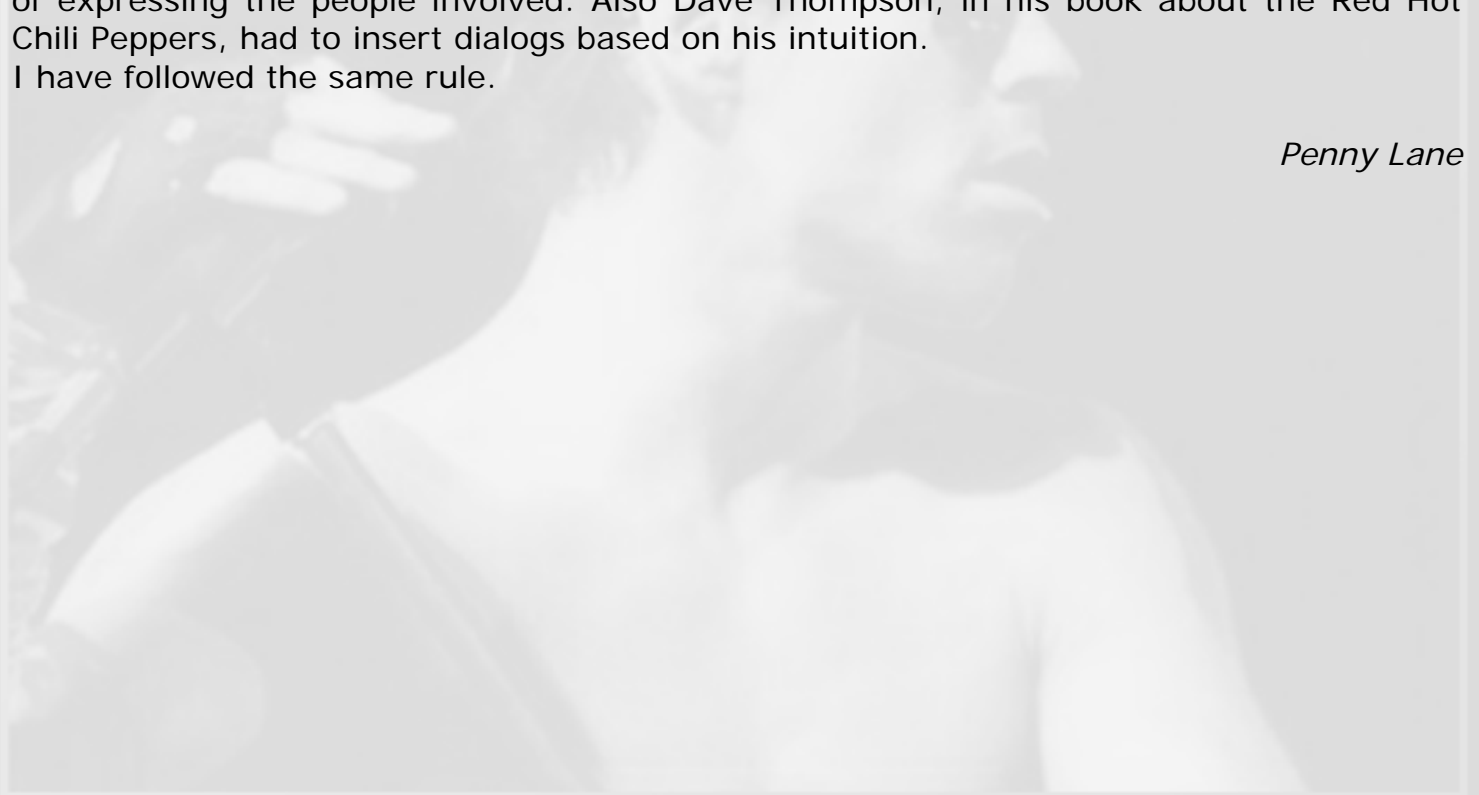 of expressing the people involved. Also Dave Thompson, in his book about the Red Hot
Chili Peppers, had to insert dialogs based on his intuition.
I have followed the same rule.
Penny Lane